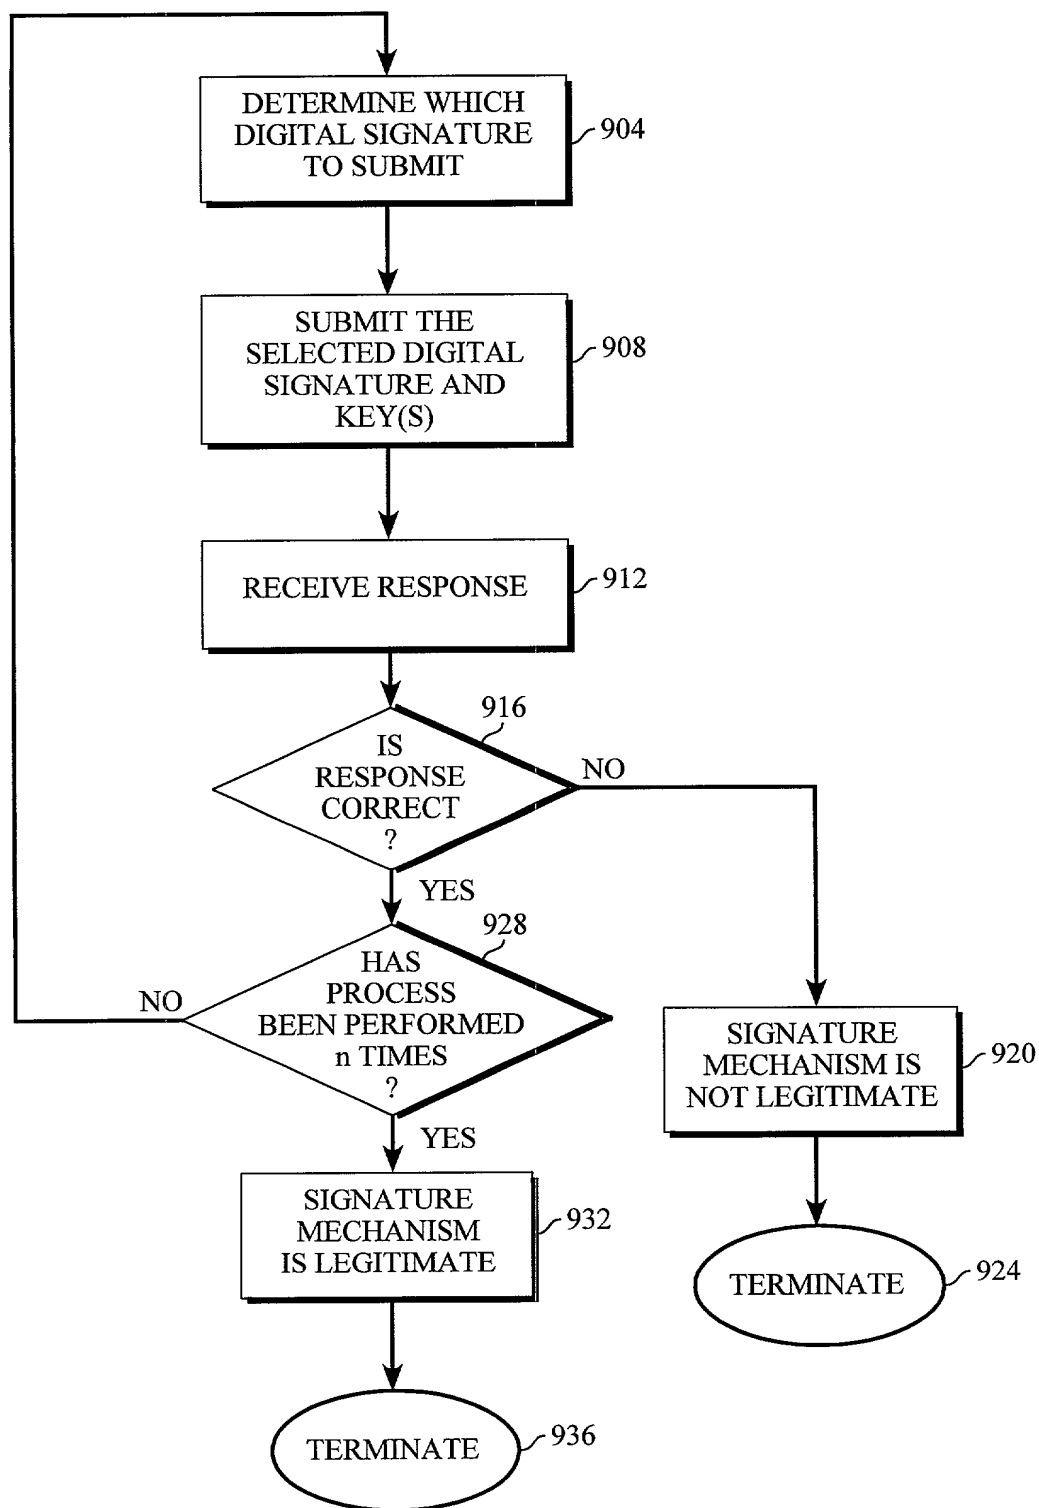 DETERMINE WHICH
DIGITAL SIGNATURE
TO SUBMIT
904
SUBMIT THE
SELECTED DIGITAL
SIGNATURE AND
KEY(S)
908
RECEIVE RESPONSE
912
916
IS
RESPONSE
CORRECT
?
NO
YES
928
HAS
PROCESS
BEEN PERFORMED
n TIMES
?
NO
SIGNATURE
MECHANISM IS
NOT LEGITIMATE
920
YES
SIGNATURE
MECHANISM
IS LEGITIMATE
932
TERMINATE
924
TERMINATE
936